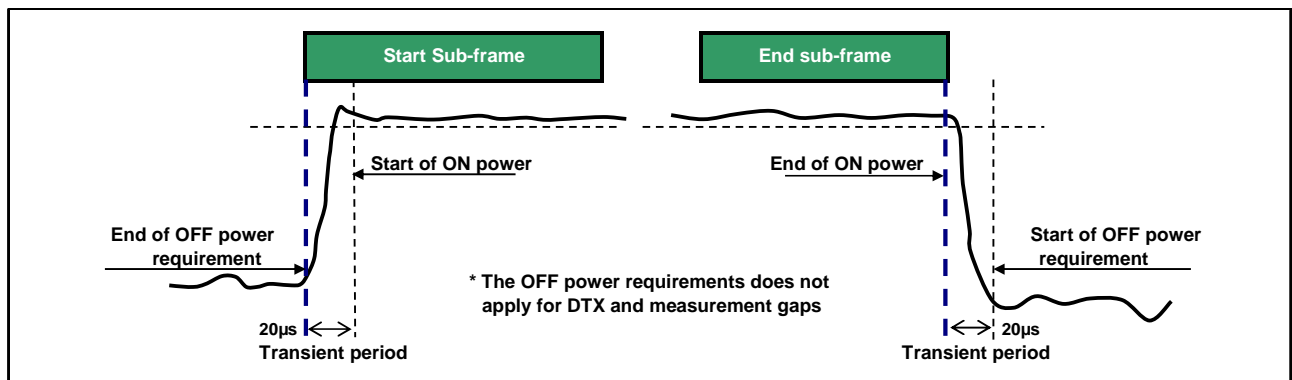 Start Sub-frame
End sub-frame
Start of ON power
End of ON power
End of OFF power
requirement
Start of OFF power
requirement
* The OFF power requirements does not
apply for DTX and measurement gaps
20µs
Transient period
20µs
Transient period